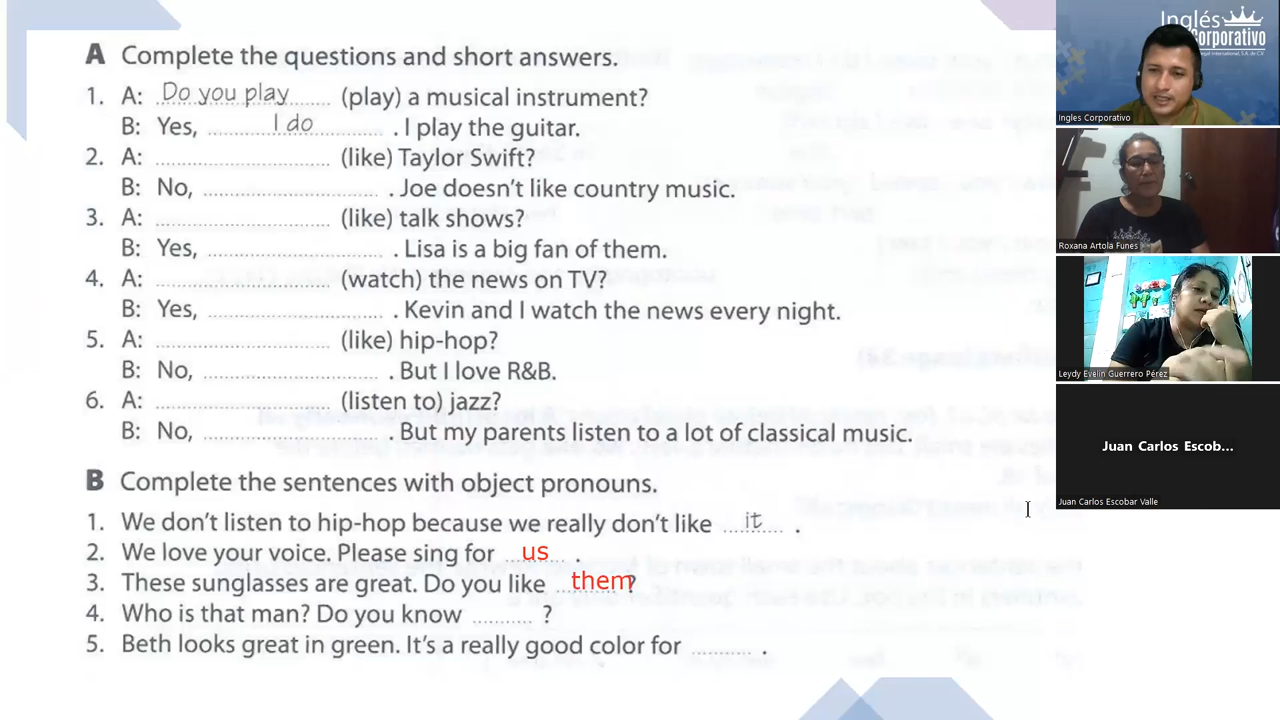 A Complete the questions and short answers.
1. A: Do you play (play) a musical instrument?
B: Yes, I do . I play the guitar.
2. A: (like) Taylor Swift?
B: No, . Joe doesn't like country music.
3. A: (like) talk shows?
B: Yes, . Lisa is a big fan of them.
4. A: (watch) the news on TV?
B: Yes, . Kevin and I watch the news every night.
5. A: (like) hip-hop?
B: No, . But I love R&B.
6. A: (listen to) jazz?
B: No, . But my parents listen to a lot of classical music.
B Complete the sentences with object pronouns.
1. We don't listen to hip-hop because we really don't like it .
2. We love your voice. Please sing for us .
3. These sunglasses are great. Do you like them?
4. Who is that man? Do you know ?
5. Beth looks great in green. It's a really good color for .
Inglés
Corporativo
Ingles Corporativo
Roxana Artola Funes
Leydy Evelin Guerrero Pérez
Juan Carlos Escob...
Juan Carlos Escobar Valle